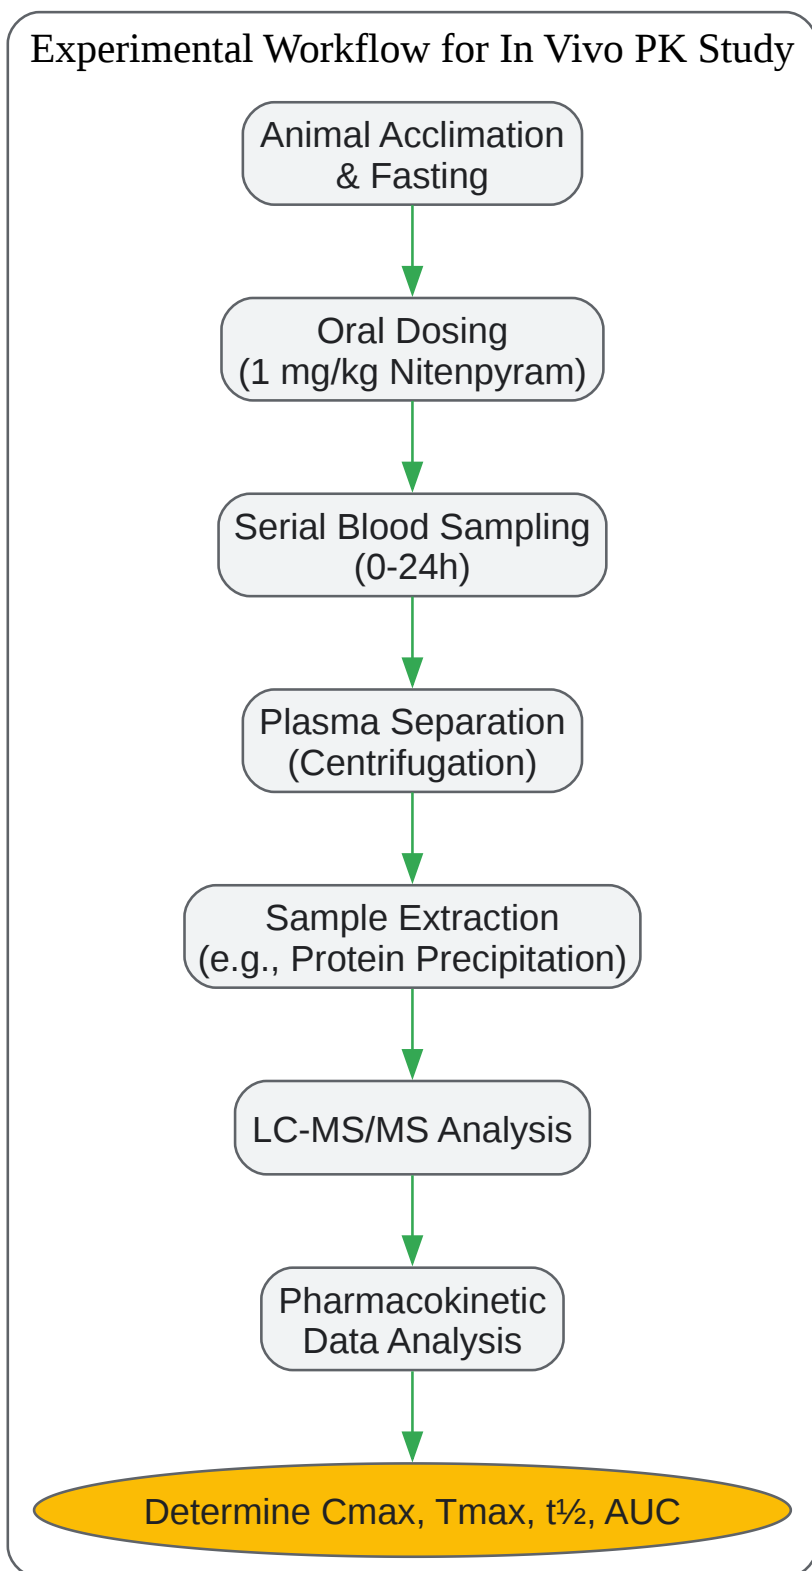 Experimental Workflow for In Vivo PK Study
Animal Acclimation
& Fasting
Oral Dosing
(1 mg/kg Nitenpyram)
Serial Blood Sampling
(0-24h)
Plasma Separation
(Centrifugation)
Sample Extraction
(e.g., Protein Precipitation)
LC-MS/MS Analysis
Pharmacokinetic
Data Analysis
Determine Cmax, Tmax, t½, AUC